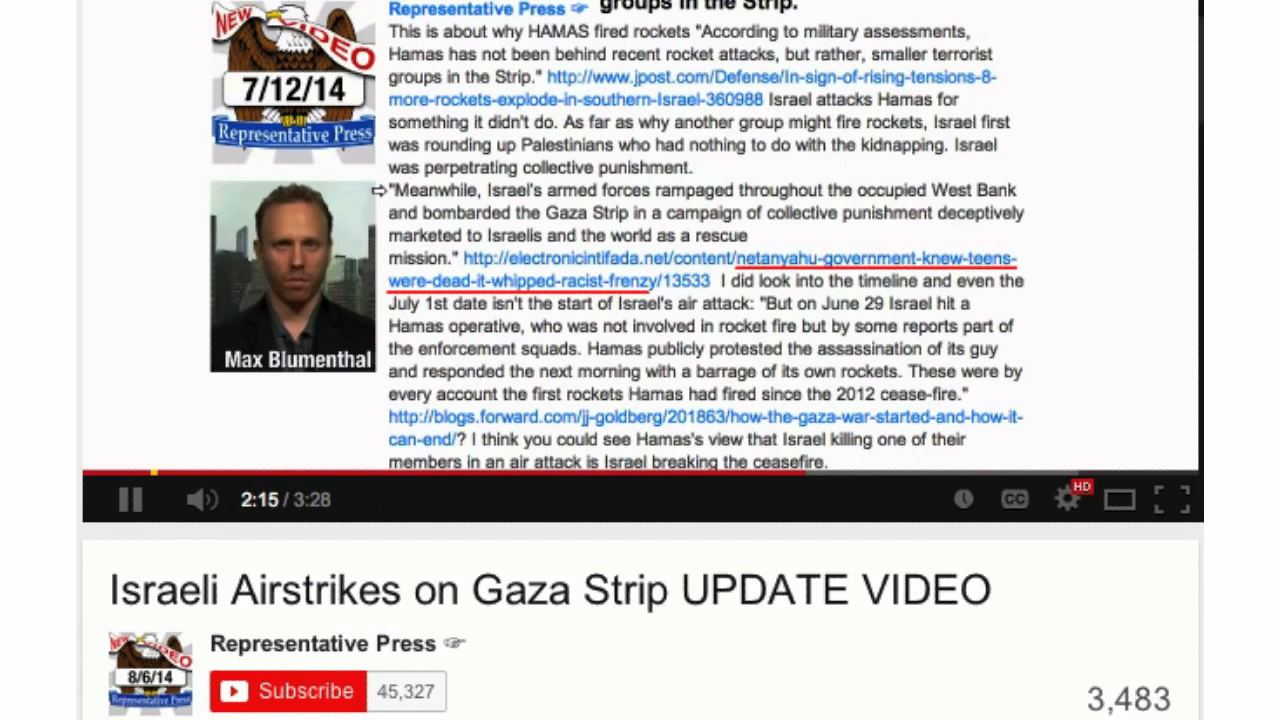 Representative Press ☞ groups in the Strip.
NEW VIDEO
7/12/14
Representative Press
This is about why HAMAS fired rockets "According to military assessments,
Hamas has not been behind recent rocket attacks, but rather, smaller terrorist
groups in the Strip." http://www.jpost.com/Defense/In-sign-of-rising-tensions-8-
more-rockets-explode-in-southern-Israel-360988 Israel attacks Hamas for
something it didn't do. As far as why another group might fire rockets, Israel first
was rounding up Palestinians who had nothing to do with the kidnapping. Israel
was perpetrating collective punishment.
⇨"Meanwhile, Israel's armed forces rampaged throughout the occupied West Bank
and bombarded the Gaza Strip in a campaign of collective punishment deceptively
marketed to Israelis and the world as a rescue
mission." http://electronicintifada.net/content/netanyahu-government-knew-teens-
were-dead-it-whipped-racist-frenzy/13533 I did look into the timeline and even the
July 1st date isn't the start of Israel's air attack: "But on June 29 Israel hit a
Hamas operative, who was not involved in rocket fire but by some reports part of
the enforcement squads. Hamas publicly protested the assassination of its guy
and responded the next morning with a barrage of its own rockets. These were by
every account the first rockets Hamas had fired since the 2012 cease-fire."
http://blogs.forward.com/jj-goldberg/201863/how-the-gaza-war-started-and-how-it-
can-end/? I think you could see Hamas's view that Israel killing one of their
members in an air attack is Israel breaking the ceasefire.
Max Blumenthal
2:15 / 3:28
CC
HD
Israeli Airstrikes on Gaza Strip UPDATE VIDEO
NEW VIDEO
8/6/14
Representative Press
Representative Press ☞
Subscribe 45,327
3,483